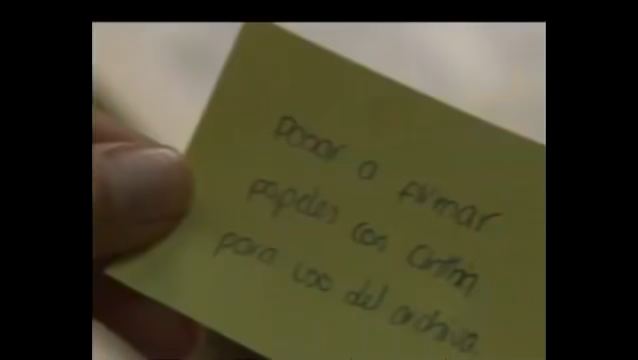 Pasar a firmar
papeles con
para uso del archivo.